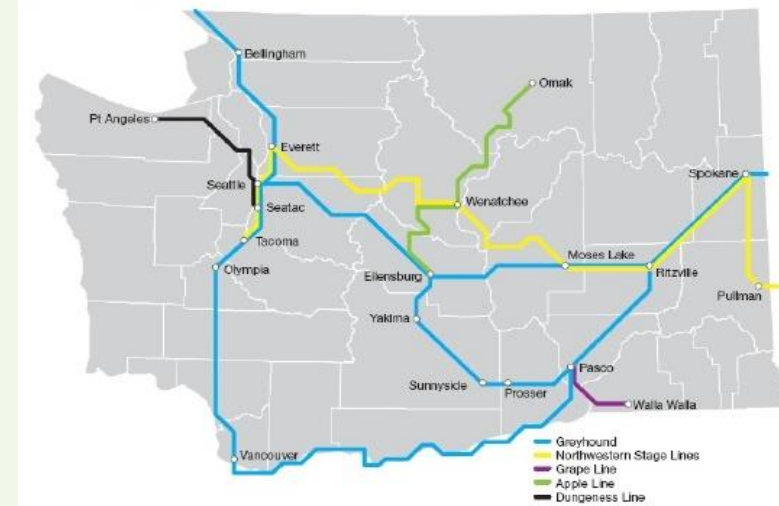 Bellingham
Omak
Pt Angeles
Everett
Spokane
Seattle
Wenatchee
Seatac
Tacoma
Moses Lake
Olympia
Ellensburg
Ritzville
Pullman
Yakima
Pasco
Sunnyside
Prosser
Walla Walla
Vancouver
Greyhound
Northwestern Stage Lines
Grape Line
Apple Line
Dungeness Line